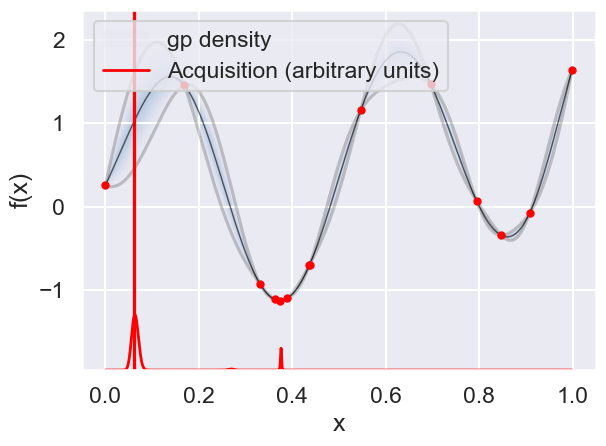 gp density
Acquisition (arbitrary units)
2
1
0
−1
f(x)
0.0 0.2 0.4 0.6 0.8 1.0
x